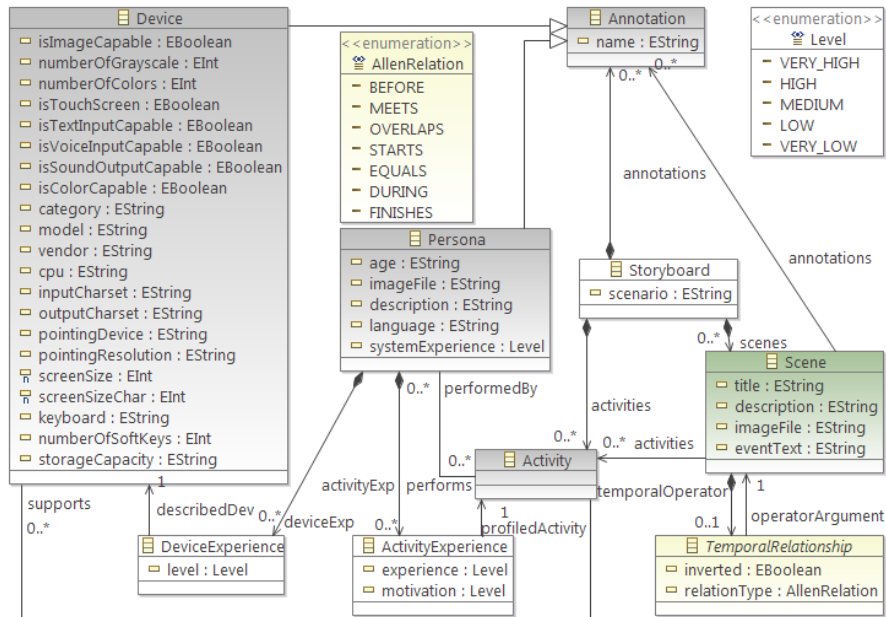 Device
isImageCapable : EBoolean
numberOfGrayscale : EInt
numberOfColors : EInt
isTouchScreen : EBoolean
isTextInputCapable : EBoolean
isVoiceInputCapable : EBoolean
isSoundOutputCapable : EBoolean
isColorCapable : EBoolean
category : EString
model : EString
vendor : EString
cpu : EString
inputCharset : EString
outputCharset : EString
pointingDevice : EString
pointingResolution : EString
screenSize : EInt
screenSizeChar : EInt
keyboard : EString
numberOfSoftKeys : EInt
storageCapacity : EString
<<enumeration>>
AllenRelation
BEFORE
MEETS
OVERLAPS
STARTS
EQUALS
DURING
FINISHES
Annotation
name : EString
0..*
0..*
<<enumeration>>
Level
VERY_HIGH
HIGH
MEDIUM
LOW
VERY_LOW
annotations
annotations
Persona
age : EString
imageFile : EString
description : EString
language : EString
systemExperience : Level
Storyboard
scenario : EString
0..*
scenes
Scene
title : EString
description : EString
imageFile : EString
eventText : EString
0..*
performedBy
activities
0..*
0..*
activities
0..*
Activity
supports
0..*
1
describedDev
0..*
deviceExp
activityExp
performs
0..*
1
profiledActivity
temporalOperator
0..1
1
operatorArgument
DeviceExperience
level : Level
ActivityExperience
experience : Level
motivation : Level
TemporalRelationship
inverted : EBoolean
relationType : AllenRelation